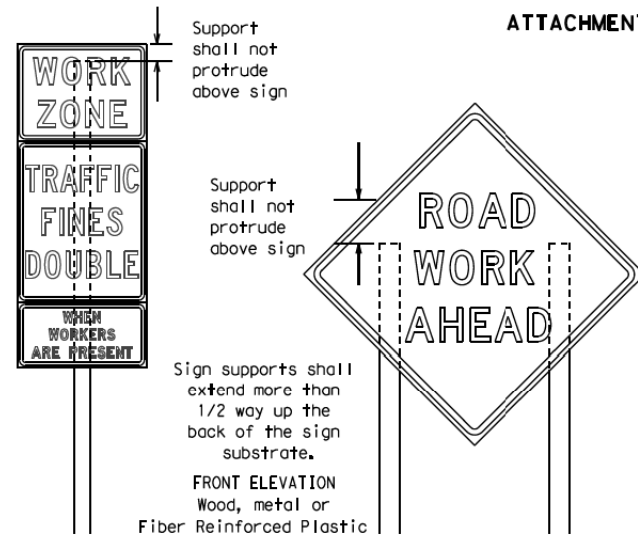 ATTACHMENT
Support
shall not
protrude
above sign
WORK
ZONE
TRAFFIC
FINES
DOUBLE
WHEN
WORKERS
ARE PRESENT
Support
shall not
protrude
above sign
ROAD
WORK
AHEAD
Sign supports shall
extend more than
1/2 way up the
back of the sign
substrate.
FRONT ELEVATION
Wood, metal or
Fiber Reinforced Plastic